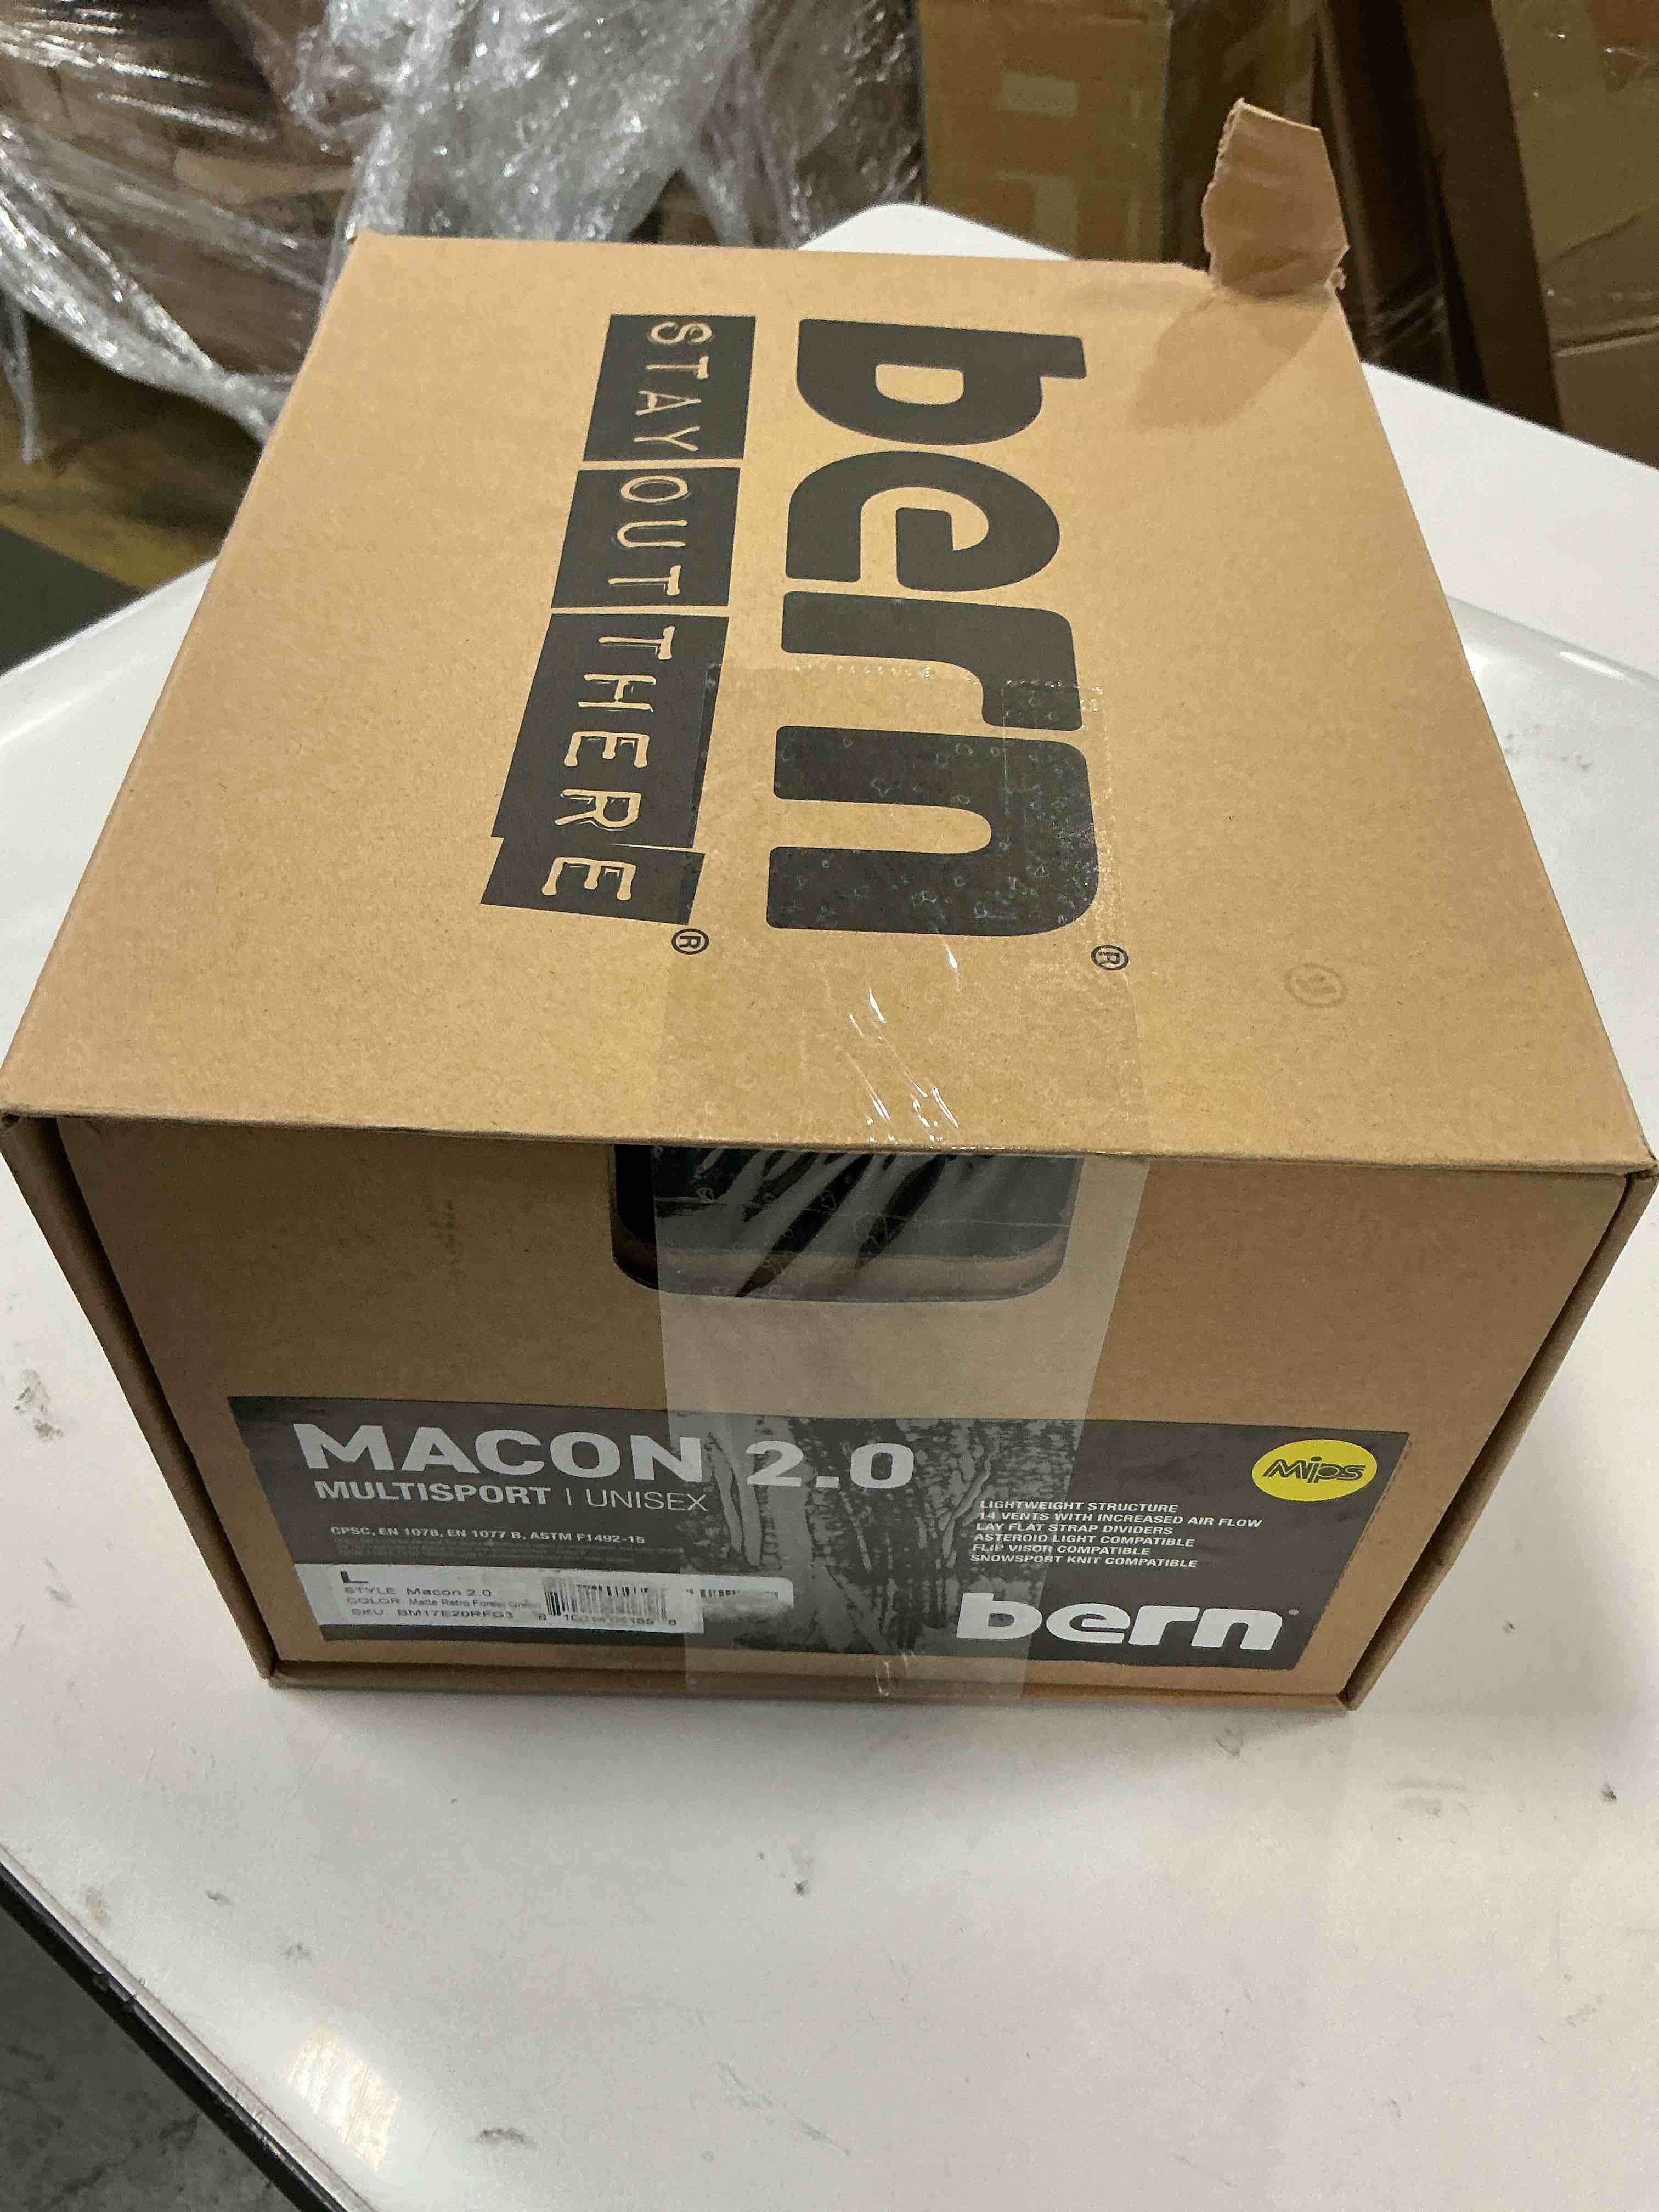 bern®
STAY OUT THERE®
MACON 2.0
MULTISPORT | UNISEX
CPSC, EN 1078, EN 1077 B, ASTM F1492-15
Mips
LIGHTWEIGHT STRUCTURE
14 VENTS WITH INCREASED AIR FLOW
LAY FLAT STRAP DIVIDERS
ASTEROID LIGHT COMPATIBLE
FLIP VISOR COMPATIBLE
SNOWSPORT KNIT COMPATIBLE
L
STYLE: Macon 2.0
COLOR: Matte Retro Forest
SKU: BM17E20RFG3
bern